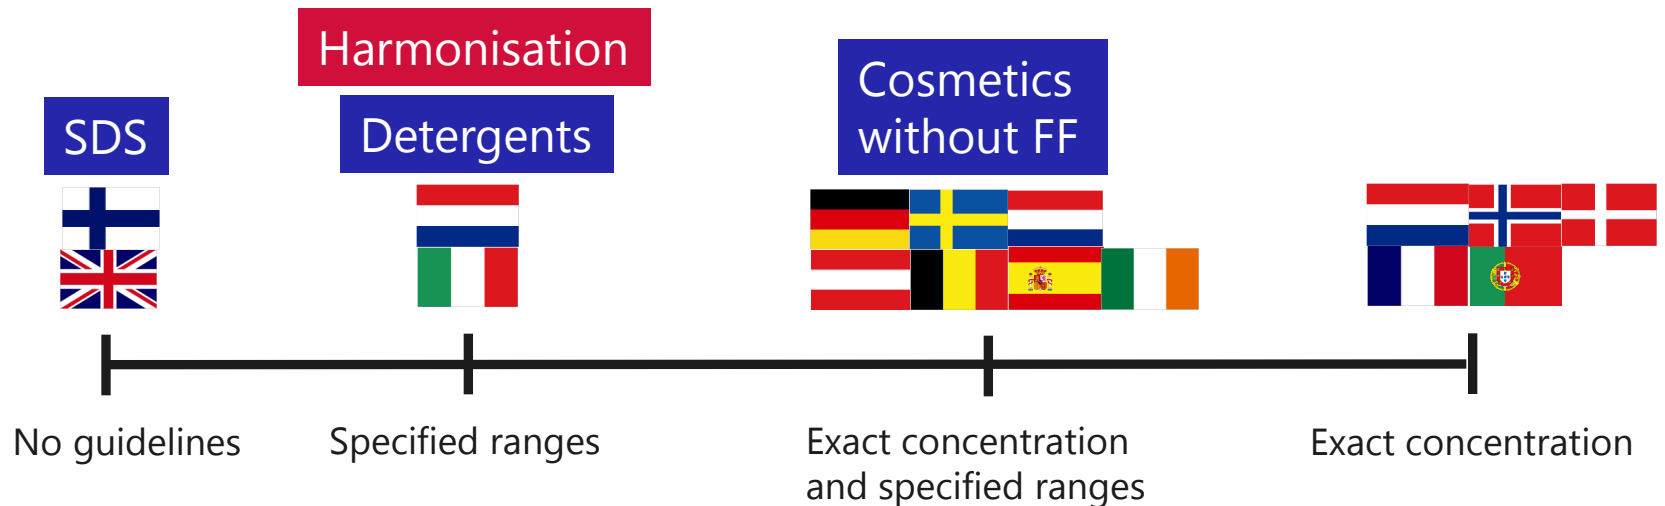 Harmonisation
SDS
Detergents
Cosmetics
without FF
No guidelines
Specified ranges
Exact concentration
and specified ranges
Exact concentration